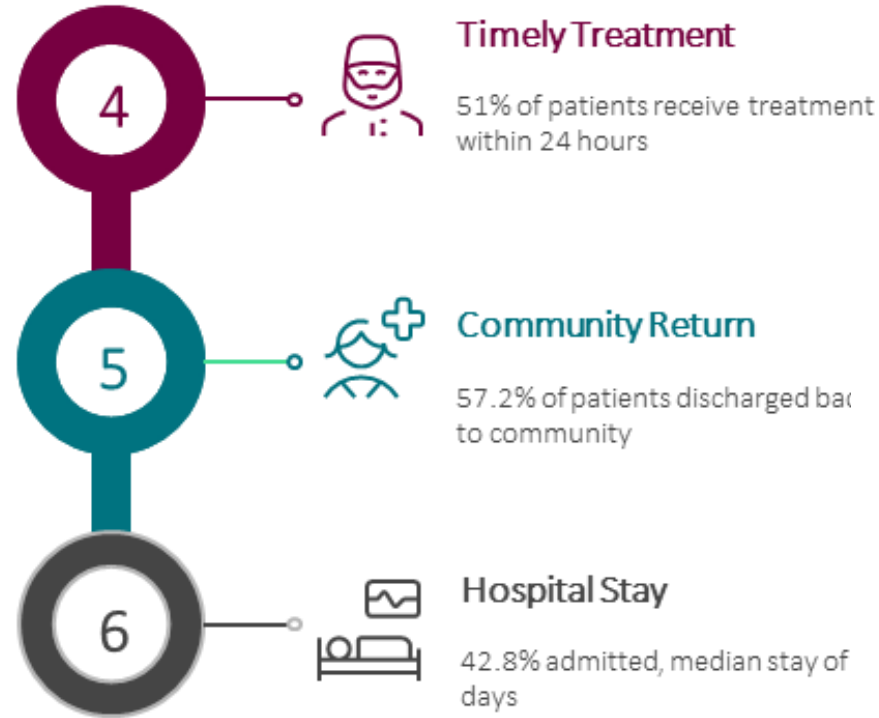 4
Timely Treatment
51% of patients receive treatment
within 24 hours
5
Community Return
57.2% of patients discharged bac
to community
6
Hospital Stay
42.8% admitted, median stay of
days